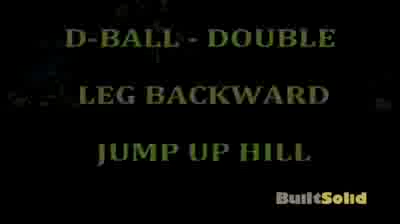 D-BALL - DOUBLE
LEG BACKWARD
JUMP UP HILL
BuiltSolid